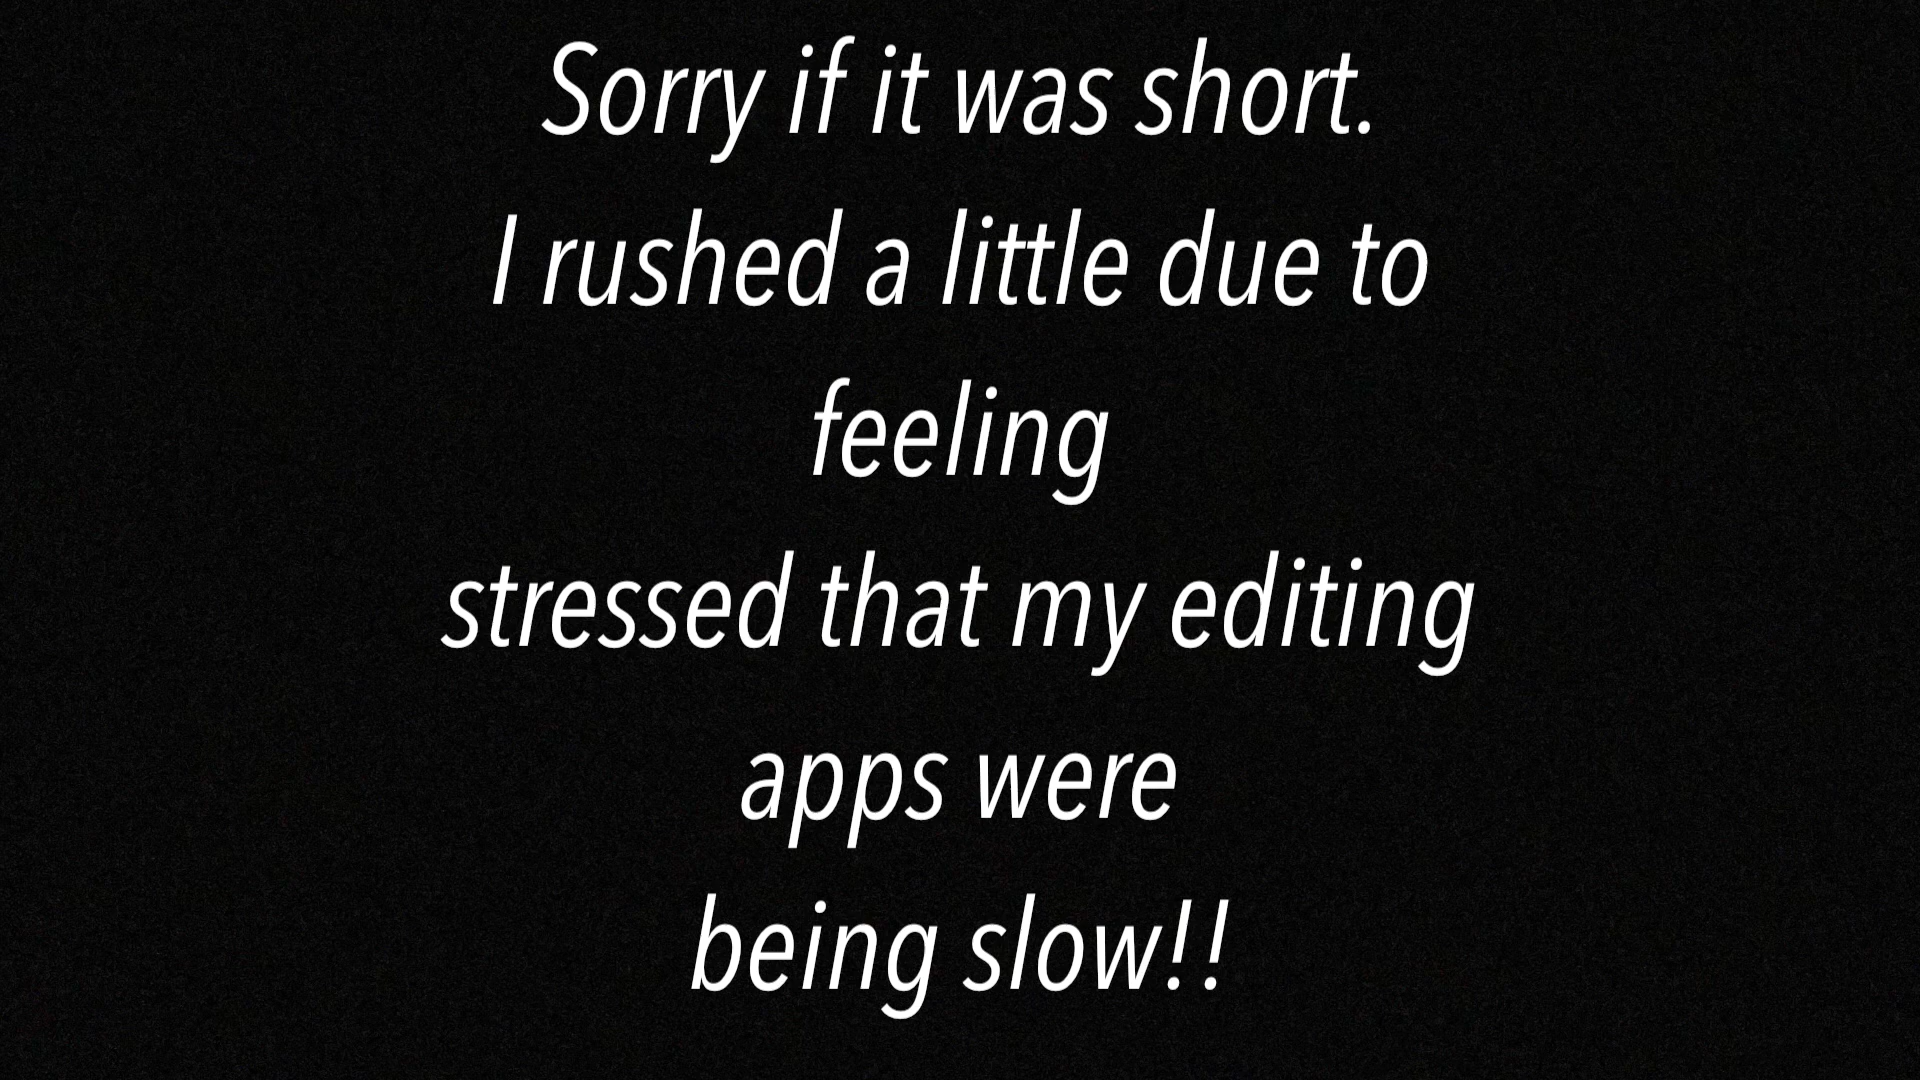 Sorry if it was short.
I rushed a little due to
feeling
stressed that my editing
apps were
being slow!!